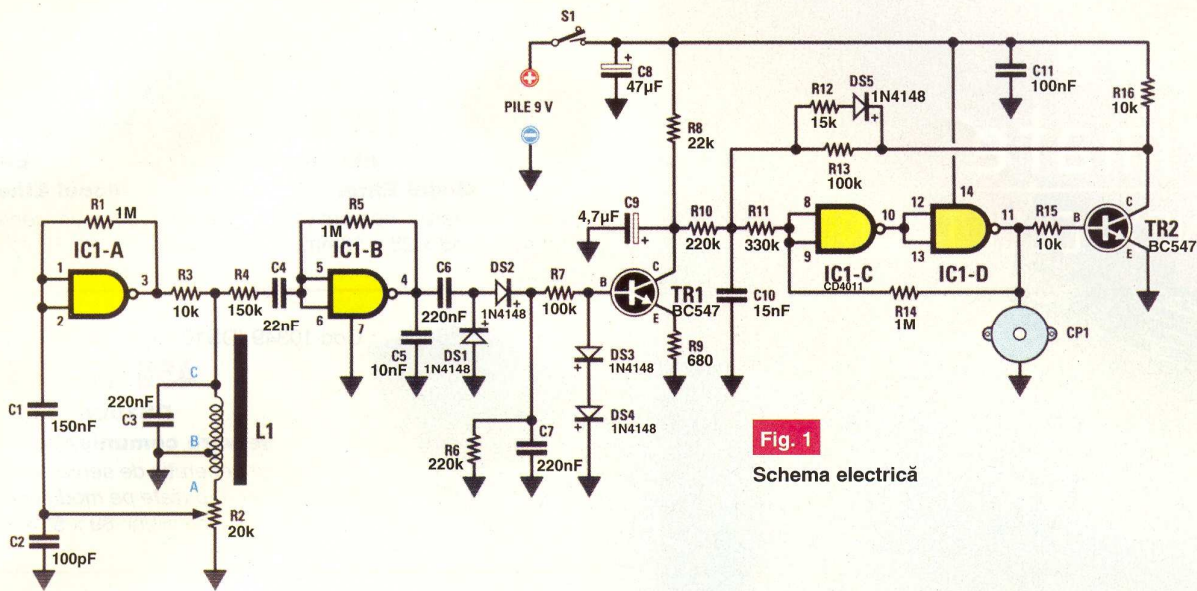 S1
PILE 9 V
C8
47µF
C11
100nF
R16
10k
R12
15k
DS5
1N4148
R13
100k
R8
22k
C9
4,7µF
R10
220k
R11
330k
8
9
10
IC1-C
CD4011
12
13
14
11
IC1-D
R15
10k
B
C
E
TR2
BC547
R1
1M
IC1-A
1
2
3
R3
10k
R4
150k
C4
22nF
R5
1M
IC1-B
5
6
4
7
C6
220nF
C5
10nF
DS2
1N4148
DS1
1N4148
R7
100k
B
C
E
TR1
BC547
R9
680
C10
15nF
R14
1M
CP1
DS3
1N4148
DS4
1N4148
R6
220k
C7
220nF
C1
150nF
C3
220nF
C
B
A
L1
R2
20k
C2
100pF
Fig. 1
Schema electrică